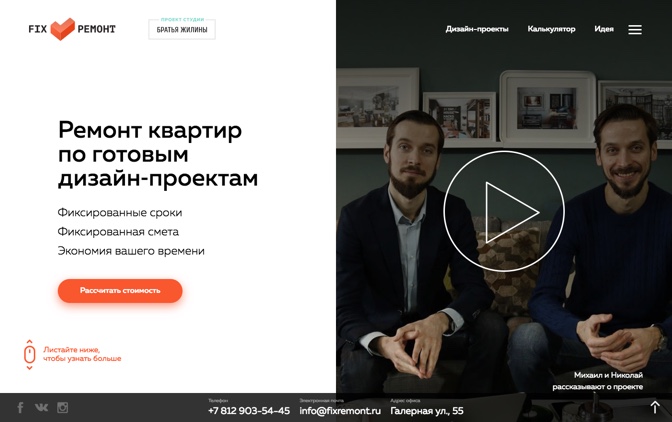 FIX РЕМОНТ
ПРОЕКТ СТУДИИ
БРАТЬЯ ЖИЛИНЫ
Дизайн-проекты Калькулятор Идея
Ремонт квартир
по готовым
дизайн-проектам
Фиксированные сроки
Фиксированная смета
Экономия вашего времени
Рассчитать стоимость
Листайте ниже,
чтобы узнать больше
Михаил и Николай
рассказывают о проекте
Телефон
+7 812 903-54-45
Электронная почта
info@fixremont.ru
Адрес офиса
Галерная ул., 55